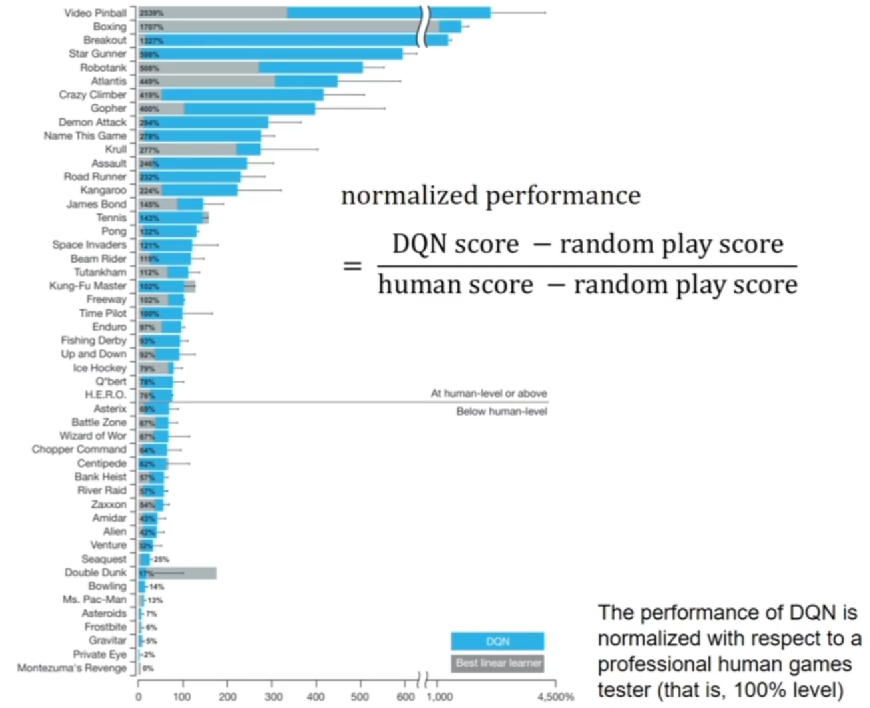 Video Pinball 2539%
Boxing 1707%
Breakout 1327%
Star Gunner 598%
Robotank 508%
Atlantis 449%
Crazy Climber 419%
Gopher 400%
Demon Attack 294%
Name This Game 278%
Krull 277%
Assault 246%
Road Runner 232%
Kangaroo 224%
James Bond 145%
Tennis 143%
Pong 132%
Space Invaders 121%
Beam Rider 119%
Tutankham 112%
Kung-Fu Master 102%
Freeway 102%
Time Pilot 100%
Enduro 97%
Fishing Derby 93%
Up and Down 92%
Ice Hockey 79%
Q*bert 78%
H.E.R.O. 76%
Asterix 69%
Battle Zone 67%
Wizard of Wor 67%
Chopper Command 64%
Centipede 62%
Bank Heist 57%
River Raid 57%
Zaxxon 54%
Amidar 43%
Alien 42%
Venture 32%
Seaquest 25%
Double Dunk 17%
Bowling 14%
Ms. Pac-Man 13%
Asteroids 7%
Frostbite 6%
Gravitar 5%
Private Eye 2%
Montezuma's Revenge 0%
0 100 200 300 400 500 600 1,000 4,500%
At human-level or above
Below human-level
DQN
Best linear learner
normalized performance
= DQN score − random play score
human score − random play score
The performance of DQN is
normalized with respect to a
professional human games
tester (that is, 100% level)